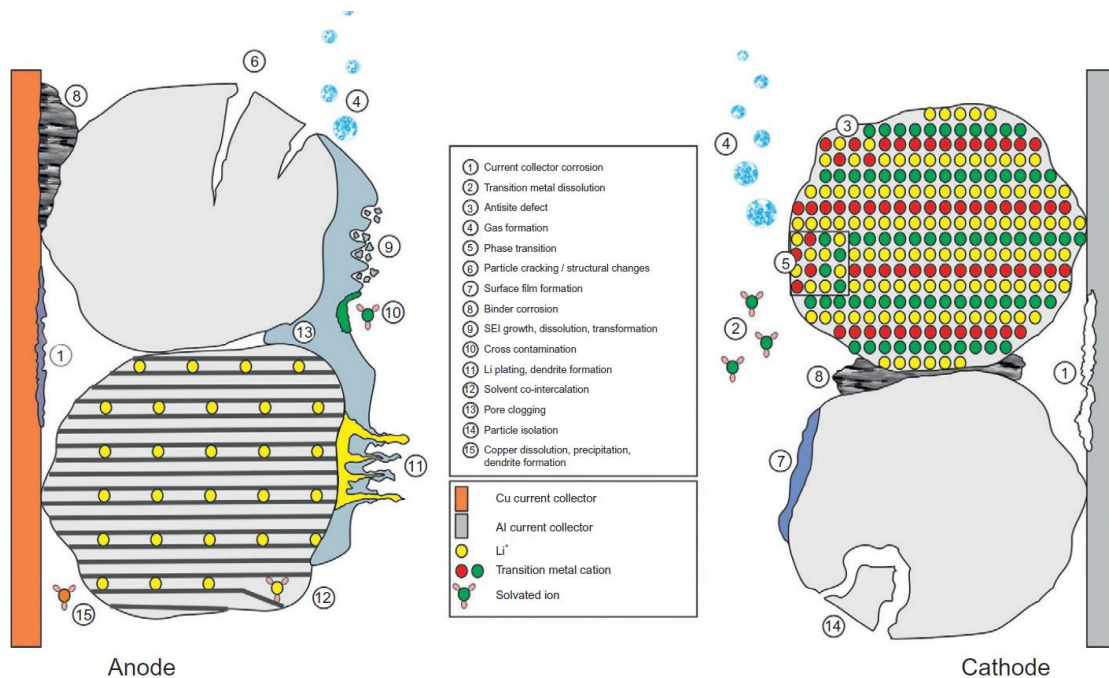 6
8
4
1
9
10
13
11
15
12
Anode
1 Current collector corrosion
2 Transition metal dissolution
3 Antisite defect
4 Gas formation
5 Phase transition
6 Particle cracking / structural changes
7 Surface film formation
8 Binder corrosion
9 SEI growth, dissolution, transformation
10 Cross contamination
11 Li plating, dendrite formation
12 Solvent co-intercalation
13 Pore clogging
14 Particle isolation
15 Copper dissolution, precipitation,
dendrite formation
Cu current collector
Al current collector
Li⁺
Transition metal cation
Solvated ion
3
4
5
2
8
1
7
14
Cathode